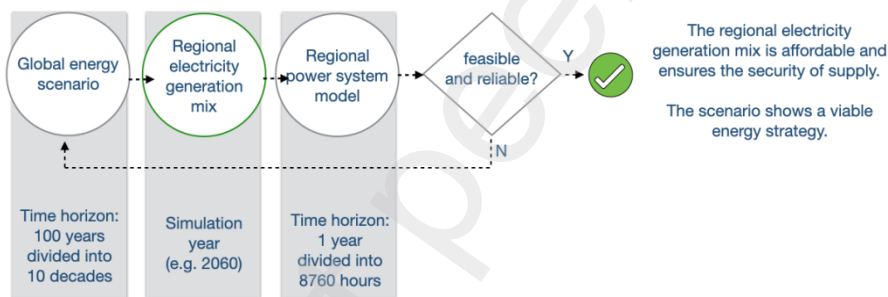 Global energy
scenario
Regional
electricity
generation
mix
Regional
power system
model
feasible
and reliable?
Y
N
The regional electricity
generation mix is affordable and
ensures the security of supply.
The scenario shows a viable
energy strategy.
Time horizon:
100 years
divided into
10 decades
Simulation
year
(e.g. 2060)
Time horizon:
1 year
divided into
8760 hours